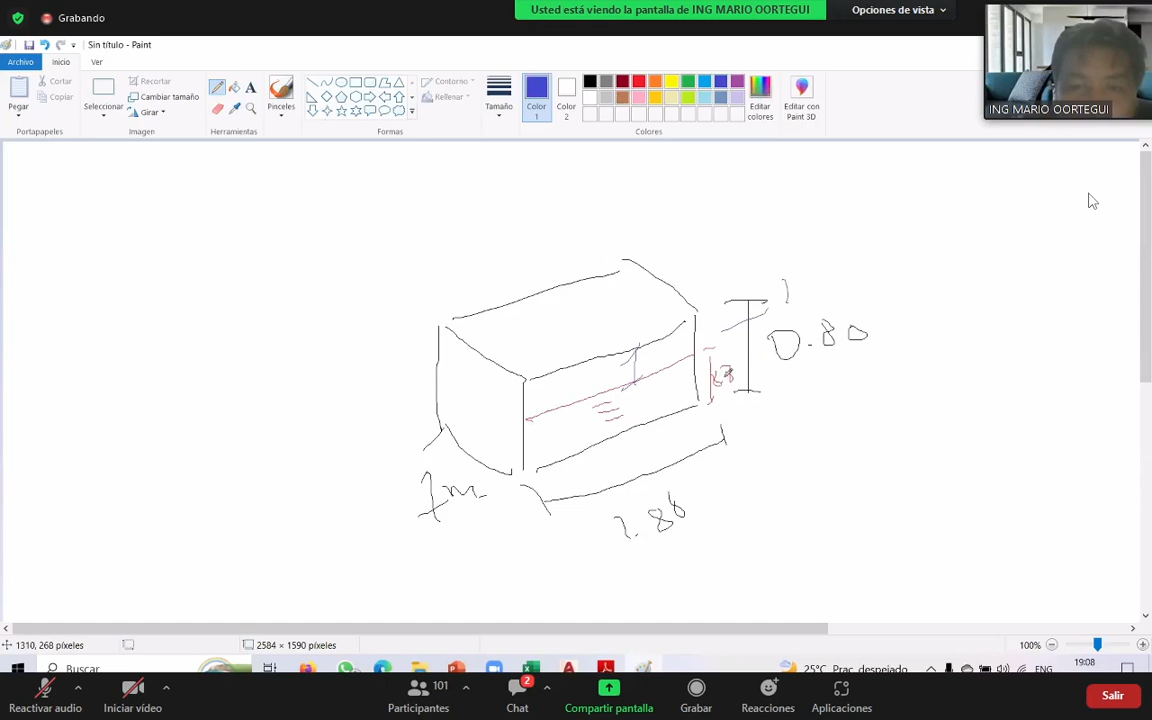 Grabando
Usted está viendo la pantalla de ING MARIO OORTEGUI
Opciones de vista
Sin título - Paint
Archivo Inicio Ver
Pegar
Cortar
Copiar
Portapapeles
Seleccionar
Recortar
Cambiar tamaño
Girar
Imagen
A
Herramientas
Pinceles
Contorno
Rellenar
Formas
Tamaño
Color 1
Color 2
Editar colores
Colores
Editar con Paint 3D
ING MARIO OORTEGUI
0.80
1m
2.86
1310, 268 píxeles
2584 × 1590 píxeles
100%
Buscar
25°C Prac. despejado
ENG
19:08
Reactivar audio
Iniciar vídeo
101
Participantes
2
Chat
Compartir pantalla
Grabar
Reacciones
Aplicaciones
Salir